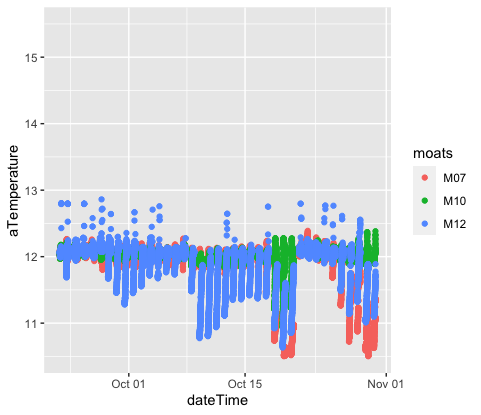 15
14
13
12
11
aTemperature
Oct 01
Oct 15
Nov 01
dateTime
moats
M07
M10
M12